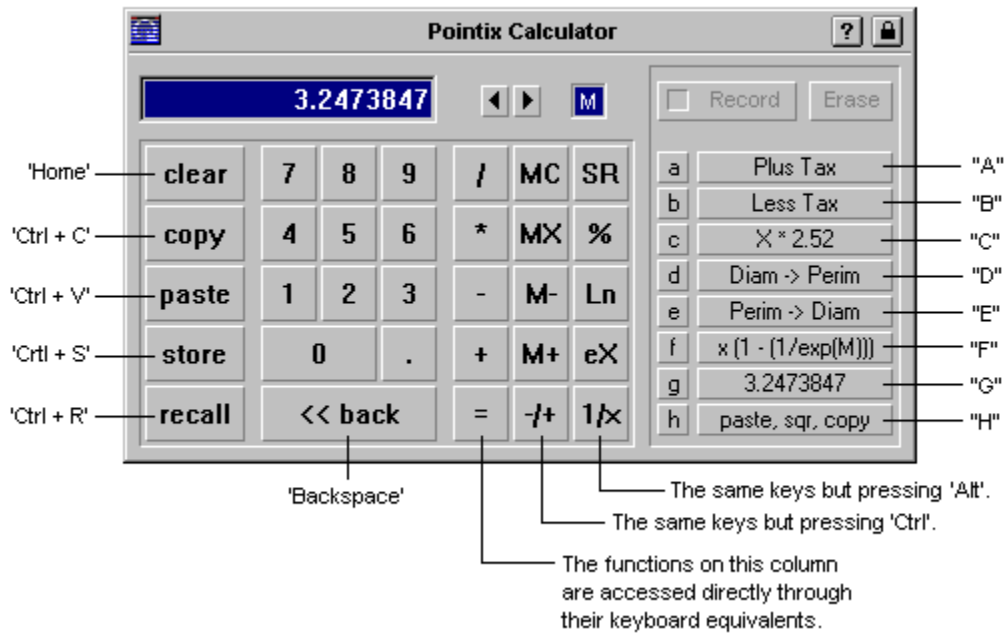 Pointix Calculator ?
3.2473847 M Record Erase
'Home' clear 7 8 9 / MC SR a Plus Tax "A"
b Less Tax "B"
'Ctrl + C' copy 4 5 6 * MX % c X * 2.52 "C"
'Ctrl + V' paste 1 2 3 - M- Ln d Diam -> Perim "D"
e Perim -> Diam "E"
'Crtl + S' store 0 . + M+ eX f x (1 - (1/exp(M))) "F"
g 3.2473847 "G"
'Ctrl + R' recall << back = -/+ 1/x h paste, sqr, copy "H"
'Backspace'
The same keys but pressing 'Alt'.
The same keys but pressing 'Ctrl'.
The functions on this column
are accessed directly through
their keyboard equivalents.